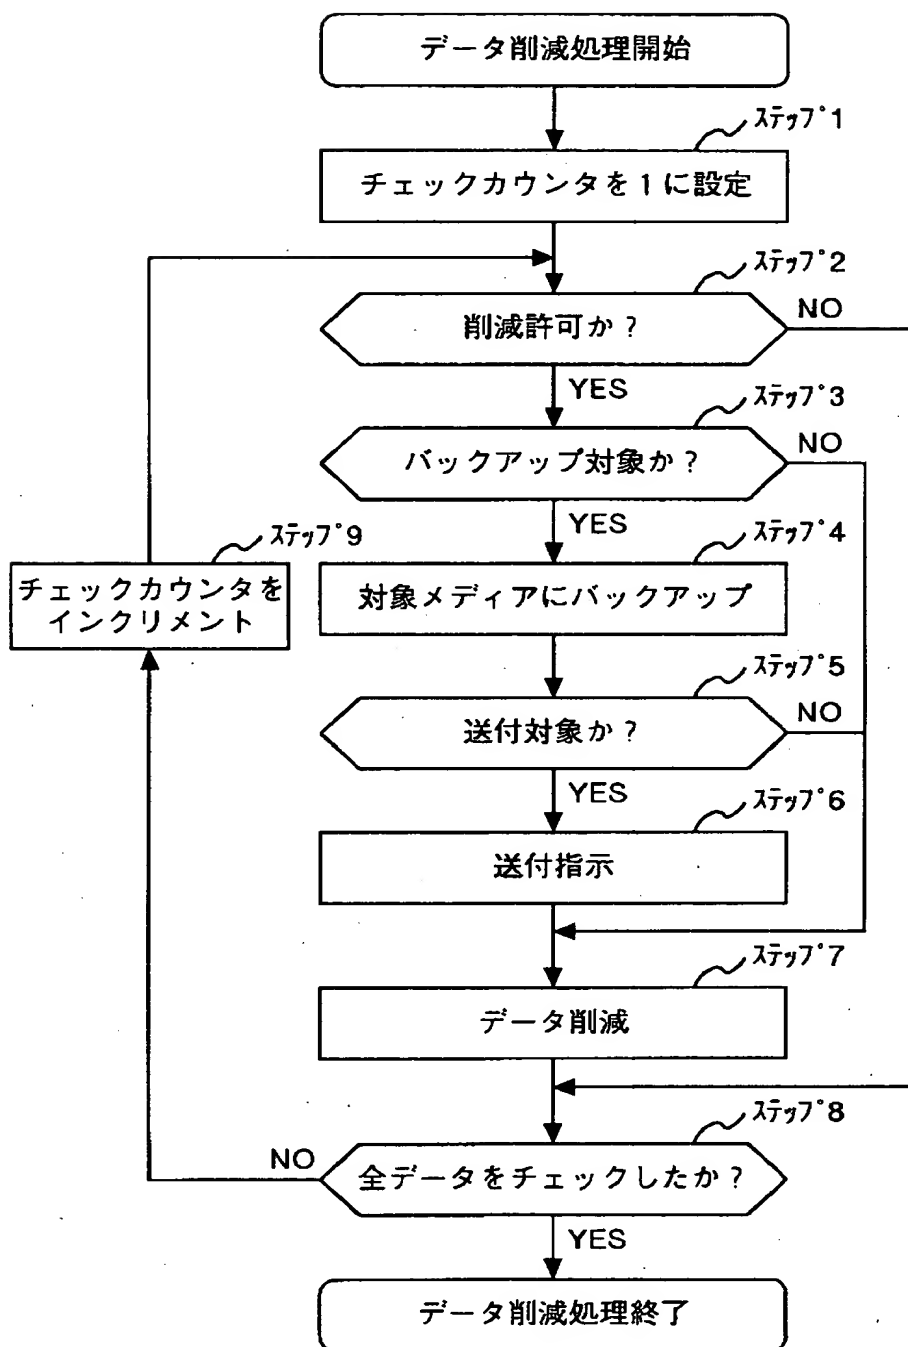 データ削減処理開始
ｽﾃｯﾌﾟ1
チェックカウンタを1に設定
ｽﾃｯﾌﾟ2
削減許可か?
NO
YES
ｽﾃｯﾌﾟ3
バックアップ対象か?
NO
YES
ｽﾃｯﾌﾟ4
対象メディアにバックアップ
ｽﾃｯﾌﾟ9
チェックカウンタを
インクリメント
ｽﾃｯﾌﾟ5
送付対象か?
NO
YES
ｽﾃｯﾌﾟ6
送付指示
ｽﾃｯﾌﾟ7
データ削減
ｽﾃｯﾌﾟ8
全データをチェックしたか?
NO
YES
データ削減処理終了